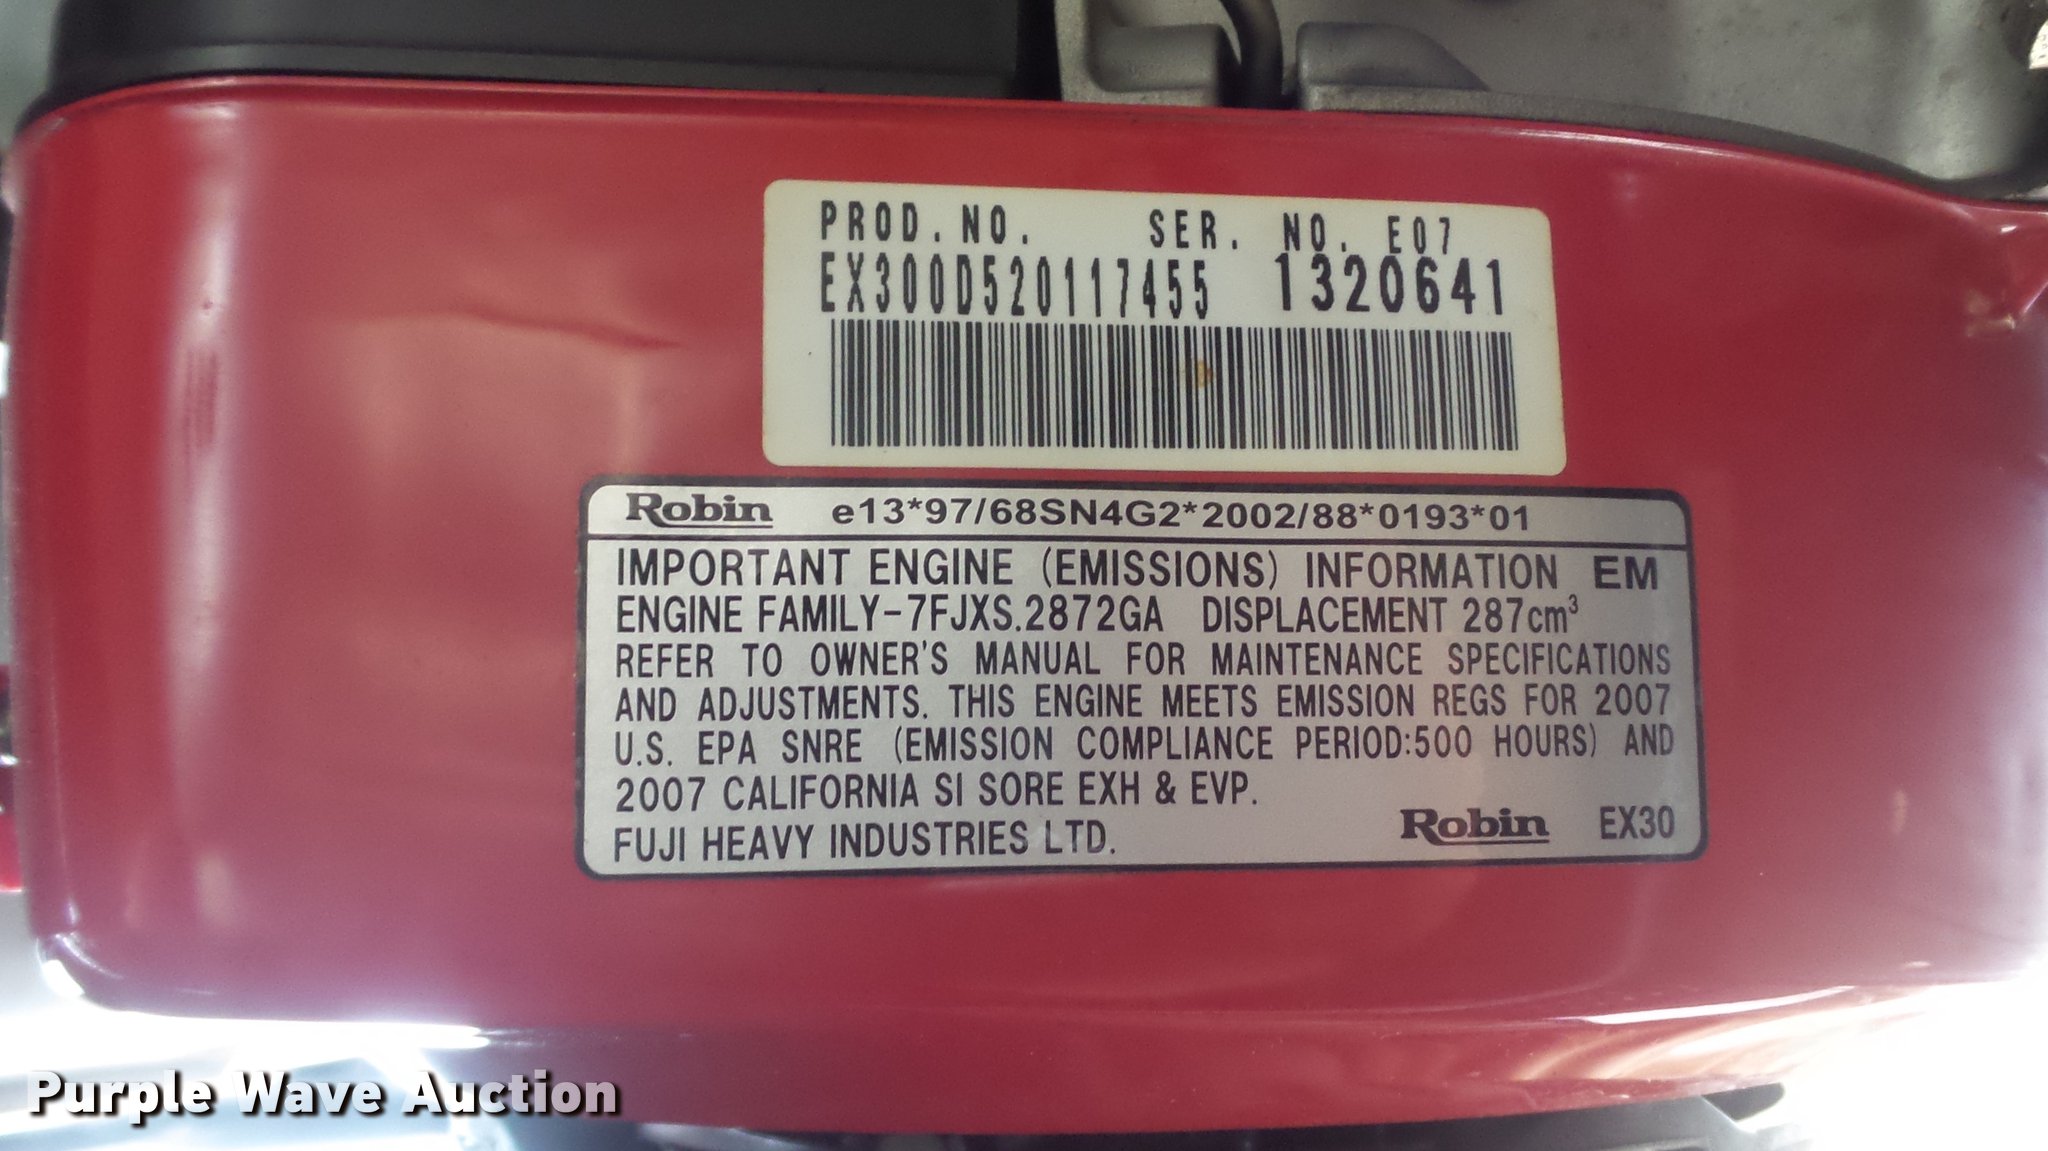 PROD.NO. SER. NO. E07
EX300D520117455 1320641
Robin e13*97/68SN4G2*2002/88*0193*01
IMPORTANT ENGINE (EMISSIONS) INFORMATION EM
ENGINE FAMILY-7FJXS.2872GA DISPLACEMENT 287cm³
REFER TO OWNER'S MANUAL FOR MAINTENANCE SPECIFICATIONS
AND ADJUSTMENTS. THIS ENGINE MEETS EMISSION REGS FOR 2007
U.S. EPA SNRE (EMISSION COMPLIANCE PERIOD:500 HOURS) AND
2007 CALIFORNIA SI SORE EXH & EVP.
FUJI HEAVY INDUSTRIES LTD. Robin EX30
Purple Wave Auction